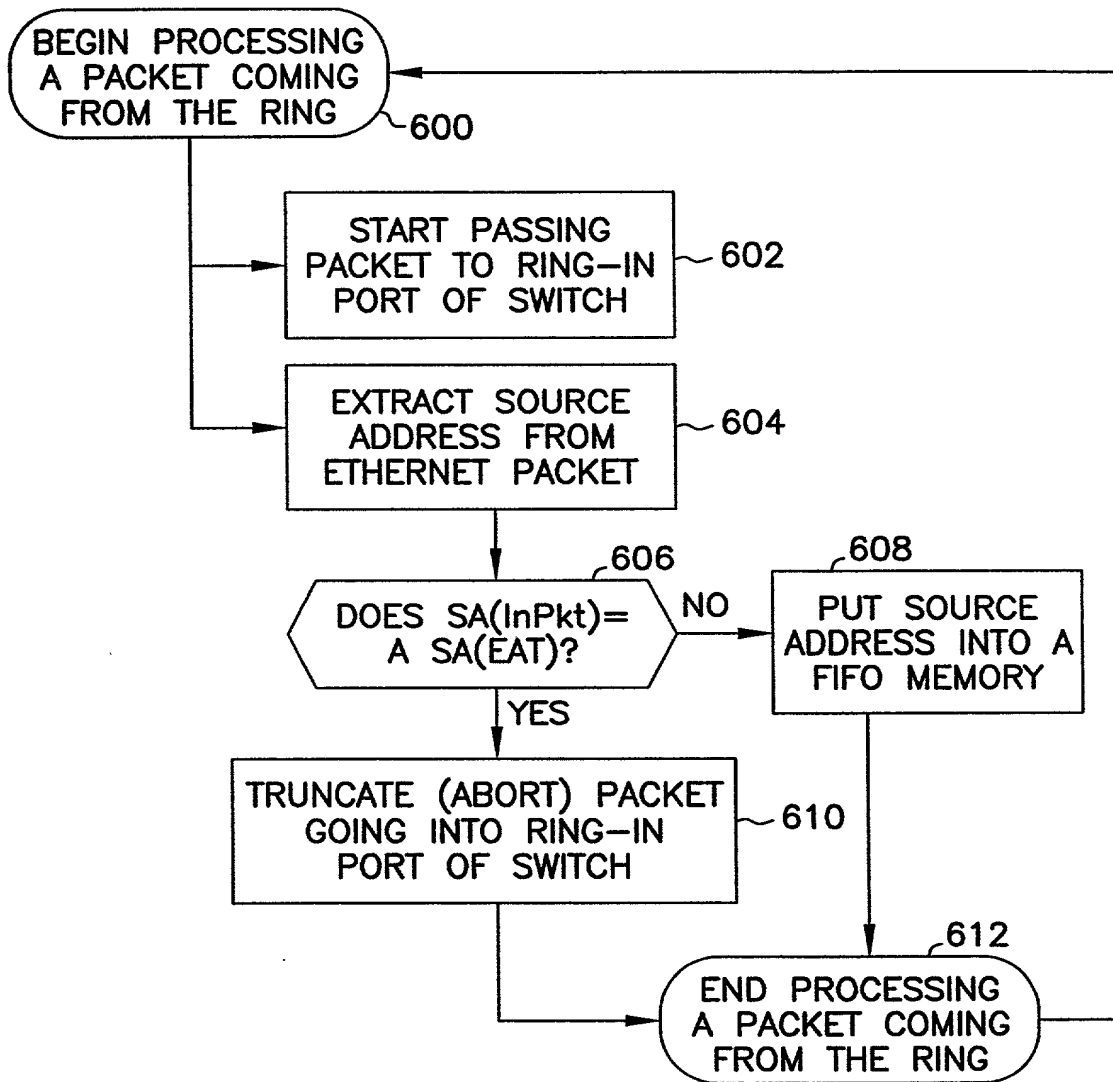 BEGIN PROCESSING
A PACKET COMING
FROM THE RING
600
START PASSING
PACKET TO RING-IN
PORT OF SWITCH
602
EXTRACT SOURCE
ADDRESS FROM
ETHERNET PACKET
604
606
DOES SA(InPkt)=
A SA(EAT)?
NO
YES
608
PUT SOURCE
ADDRESS INTO A
FIFO MEMORY
TRUNCATE (ABORT) PACKET
GOING INTO RING-IN
PORT OF SWITCH
610
612
END PROCESSING
A PACKET COMING
FROM THE RING